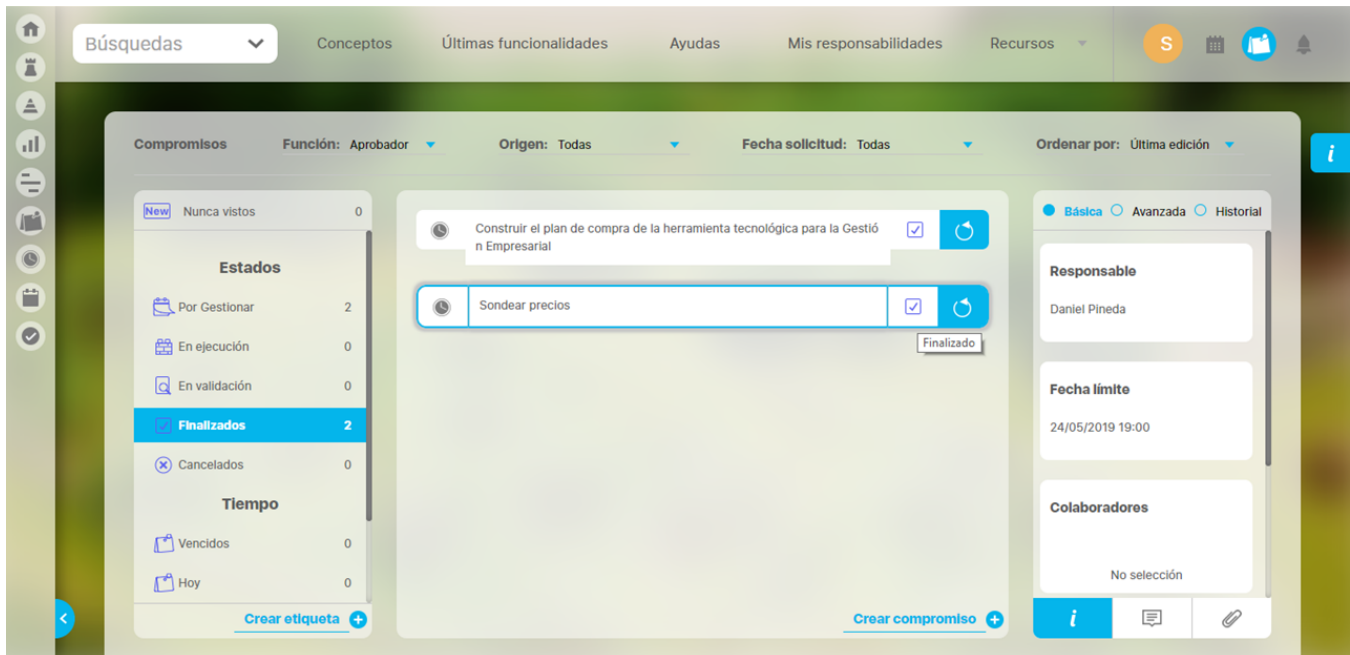 Búsquedas
Conceptos
Últimas funcionalidades
Ayudas
Mis responsabilidades
Recursos
S
Compromisos
Función: Aprobador
Origen: Todas
Fecha solicitud: Todas
Ordenar por: Última edición
i
New Nunca vistos 0
Estados
Por Gestionar 2
En ejecución 0
En validación 0
Finalizados 2
Cancelados 0
Tiempo
Vencidos 0
Hoy 0
Crear etiqueta
Construir el plan de compra de la herramienta tecnológica para la Gestió
n Empresarial
Sondear precios
Finalizado
Crear compromiso
Básica Avanzada Historial
Responsable
Daniel Pineda
Fecha límite
24/05/2019 19:00
Colaboradores
No selección
i